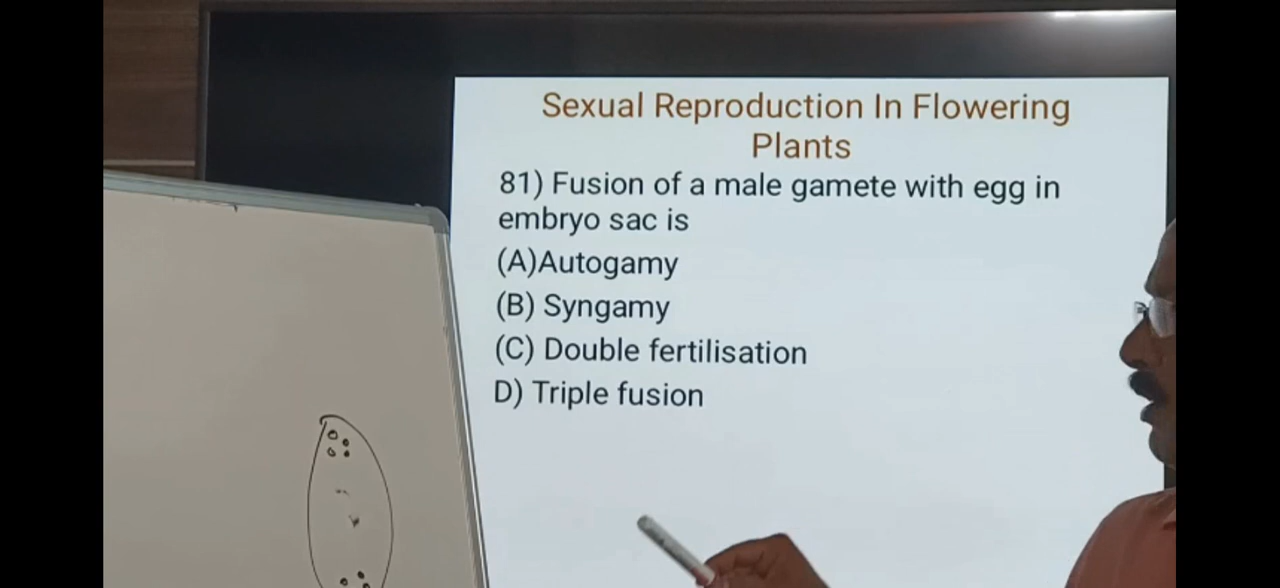 Sexual Reproduction In Flowering
Plants
81) Fusion of a male gamete with egg in
embryo sac is
(A)Autogamy
(B) Syngamy
(C) Double fertilisation
D) Triple fusion